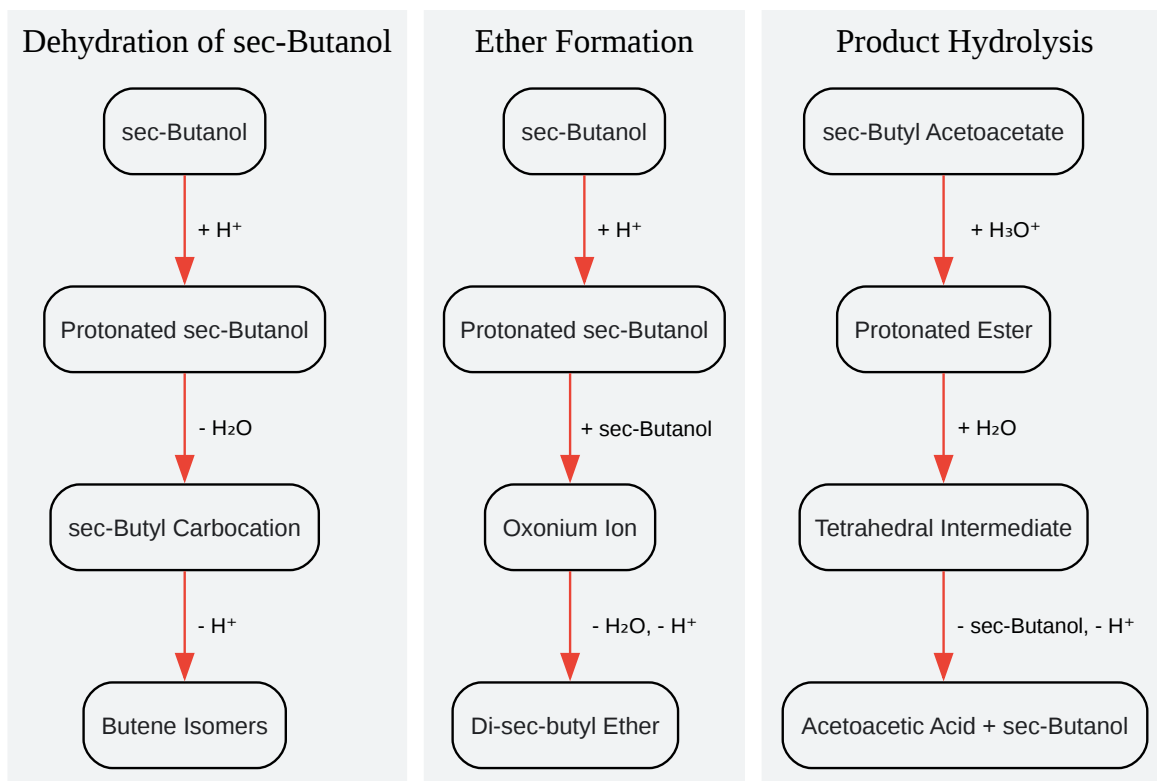 Dehydration of sec-Butanol
sec-Butanol
+ H⁺
Protonated sec-Butanol
- H₂O
sec-Butyl Carbocation
- H⁺
Butene Isomers
Ether Formation
sec-Butanol
+ H⁺
Protonated sec-Butanol
+ sec-Butanol
Oxonium Ion
- H₂O, - H⁺
Di-sec-butyl Ether
Product Hydrolysis
sec-Butyl Acetoacetate
+ H₃O⁺
Protonated Ester
+ H₂O
Tetrahedral Intermediate
- sec-Butanol, - H⁺
Acetoacetic Acid + sec-Butanol